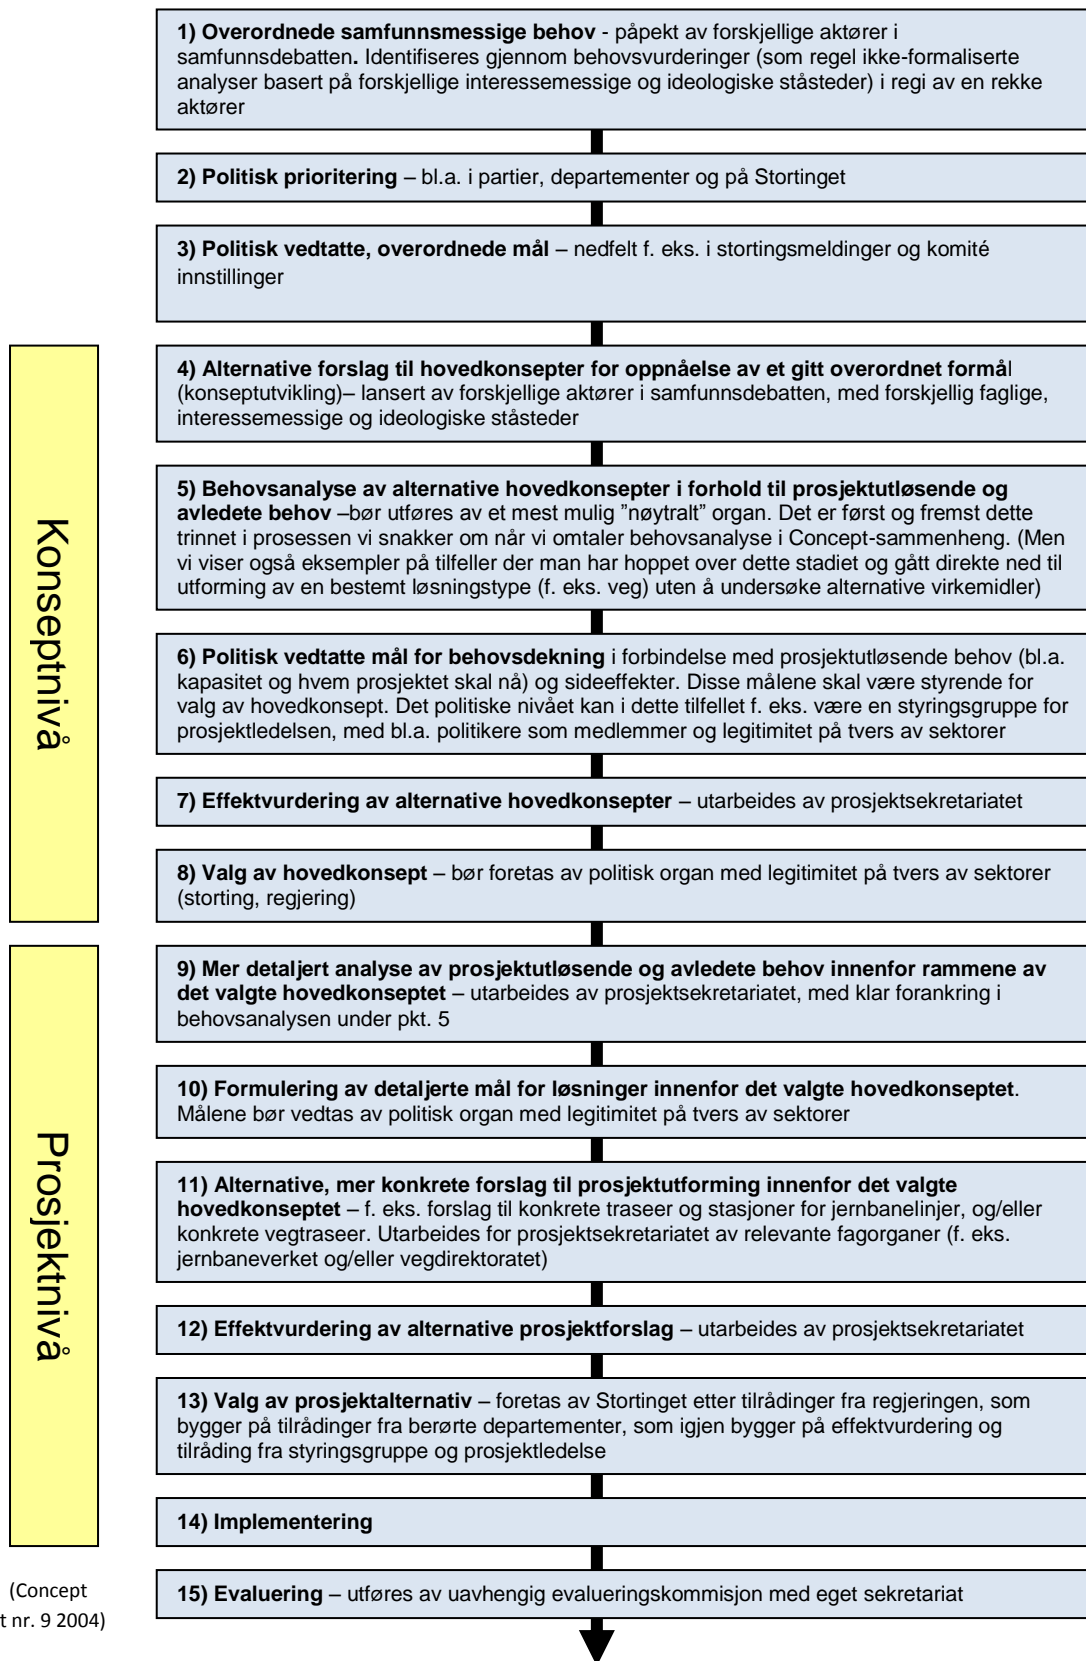 1) Overordnede samfunnsmessige behov - påpekt av forskjellige aktører i
samfunnsdebatten. Identifiseres gjennom behovsvurderinger (som regel ikke-formaliserte
analyser basert på forskjellige interessemessige og ideologiske ståsteder) i regi av en rekke
aktører
2) Politisk prioritering – bl.a. i partier, departementer og på Stortinget
3) Politisk vedtatte, overordnede mål – nedfelt f. eks. i stortingsmeldinger og komité
innstillinger
Konseptnivå
4) Alternative forslag til hovedkonsepter for oppnåelse av et gitt overordnet formål
(konseptutvikling)– lansert av forskjellige aktører i samfunnsdebatten, med forskjellig faglige,
interessemessige og ideologiske ståsteder
5) Behovsanalyse av alternative hovedkonsepter i forhold til prosjektutløsende og
avledete behov –bør utføres av et mest mulig ”nøytralt” organ. Det er først og fremst dette
trinnet i prosessen vi snakker om når vi omtaler behovsanalyse i Concept-sammenheng. (Men
vi viser også eksempler på tilfeller der man har hoppet over dette stadiet og gått direkte ned til
utforming av en bestemt løsningstype (f. eks. veg) uten å undersøke alternative virkemidler)
6) Politisk vedtatte mål for behovsdekning i forbindelse med prosjektutløsende behov (bl.a.
kapasitet og hvem prosjektet skal nå) og sideeffekter. Disse målene skal være styrende for
valg av hovedkonsept. Det politiske nivået kan i dette tilfellet f. eks. være en styringsgruppe for
prosjektledelsen, med bl.a. politikere som medlemmer og legitimitet på tvers av sektorer
7) Effektvurdering av alternative hovedkonsepter – utarbeides av prosjektsekretariatet
8) Valg av hovedkonsept – bør foretas av politisk organ med legitimitet på tvers av sektorer
(storting, regjering)
Prosjektnivå
9) Mer detaljert analyse av prosjektutløsende og avledete behov innenfor rammene av
det valgte hovedkonseptet – utarbeides av prosjektsekretariatet, med klar forankring i
behovsanalysen under pkt. 5
10) Formulering av detaljerte mål for løsninger innenfor det valgte hovedkonseptet.
Målene bør vedtas av politisk organ med legitimitet på tvers av sektorer
11) Alternative, mer konkrete forslag til prosjektutforming innenfor det valgte
hovedkonseptet – f. eks. forslag til konkrete traseer og stasjoner for jernbanelinjer, og/eller
konkrete vegtraseer. Utarbeides for prosjektsekretariatet av relevante fagorganer (f. eks.
jernbaneverket og/eller vegdirektoratet)
12) Effektvurdering av alternative prosjektforslag – utarbeides av prosjektsekretariatet
13) Valg av prosjektalternativ – foretas av Stortinget etter tilrådinger fra regjeringen, som
bygger på tilrådinger fra berørte departementer, som igjen bygger på effektvurdering og
tilråding fra styringsgruppe og prosjektledelse
14) Implementering
15) Evaluering – utføres av uavhengig evalueringskommisjon med eget sekretariat
(Concept
t nr. 9 2004)